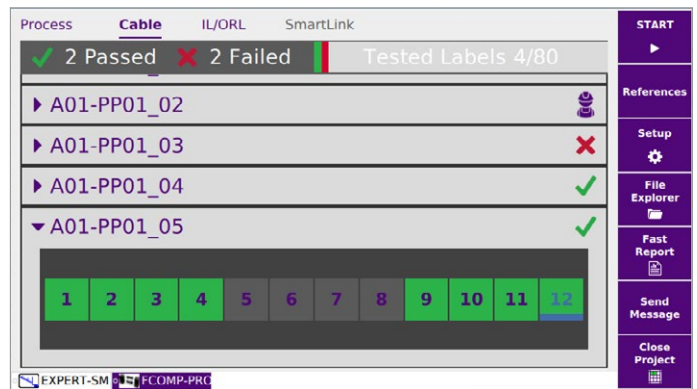 Process Cable IL/ORL SmartLink
2 Passed 2 Failed Tested Labels 4/80
A01-PP01_02
A01-PP01_03
A01-PP01_04
A01-PP01_05
1 2 3 4 5 6 7 8 9 10 11 12
START
References
Setup
File
Explorer
Fast
Report
Send
Message
Close
Project
EXPERT-SM FCOMP-PRO